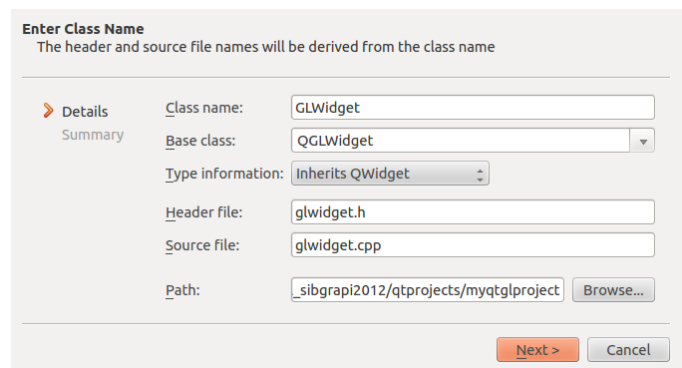 Enter Class Name
The header and source file names will be derived from the class name
Details
Summary
Class name: GLWidget
Base class: QGLWidget
Type information: Inherits QWidget
Header file: glwidget.h
Source file: glwidget.cpp
Path: _sibgrapi2012/qtprojects/myqtglproject Browse...
Next > Cancel